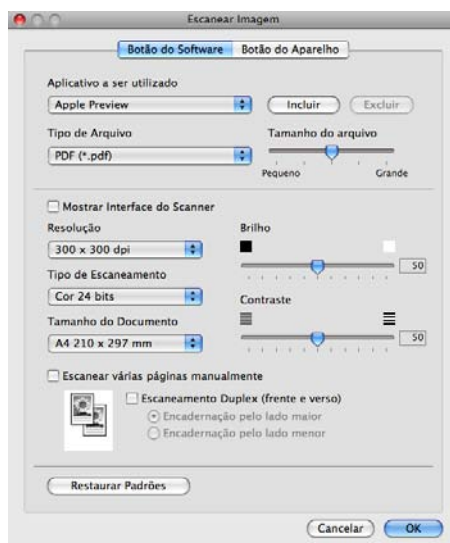 Escanear Imagem
Botão do Software Botão do Aparelho
Aplicativo a ser utilizado
Apple Preview Incluir Excluir
Tipo de Arquivo Tamanho do arquivo
PDF (*.pdf)
Pequeno Grande
Mostrar Interface do Scanner
Resolução Brilho
300 x 300 dpi
50
Tipo de Escaneamento
Cor 24 bits
Contraste
Tamanho do Documento
A4 210 x 297 mm 50
Escanear várias páginas manualmente
Escaneamento Duplex (frente e verso)
Encadernação pelo lado maior
Encadernação pelo lado menor
Restaurar Padrões
Cancelar OK